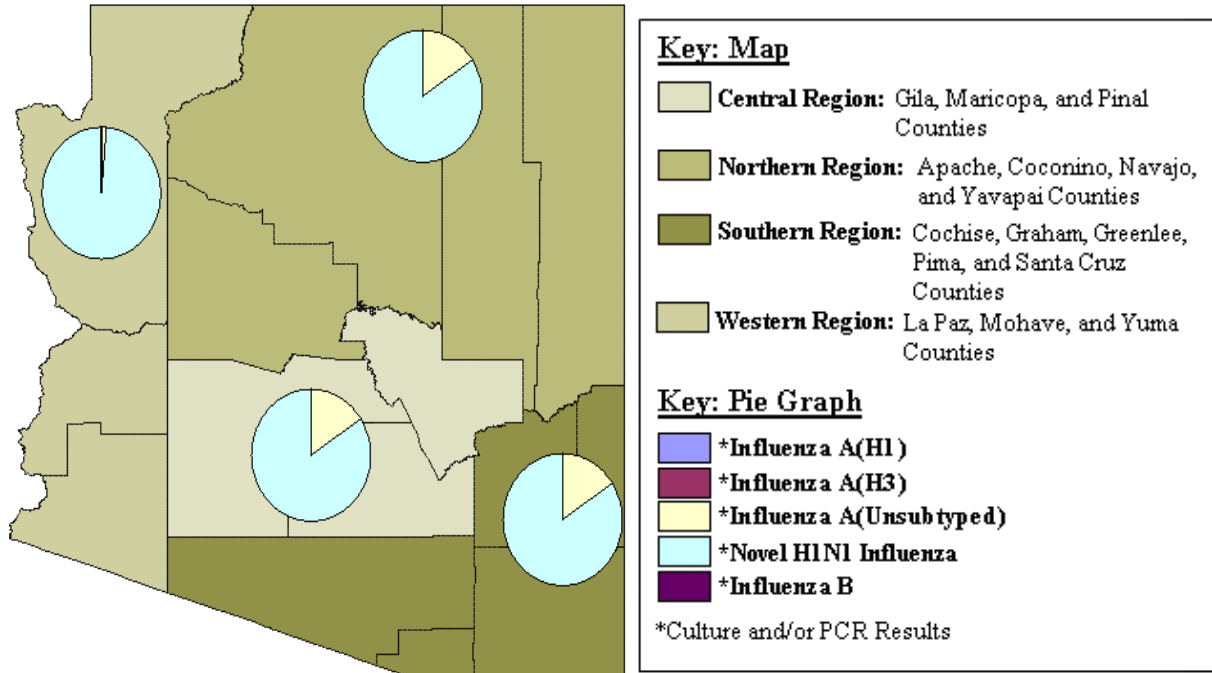 Key: Map
Central Region: Gila, Maricopa, and Pinal
Counties
Northern Region: Apache, Coconino, Navajo,
and Yavapai Counties
Southern Region: Cochise, Graham, Greenlee,
Pima, and Santa Cruz
Counties
Western Region: La Paz, Mohave, and Yuma
Counties
Key: Pie Graph
*Influenza A(H1)
*Influenza A(H3)
*Influenza A(Unsubtyped)
*Novel H1N1 Influenza
*Influenza B
*Culture and/or PCR Results